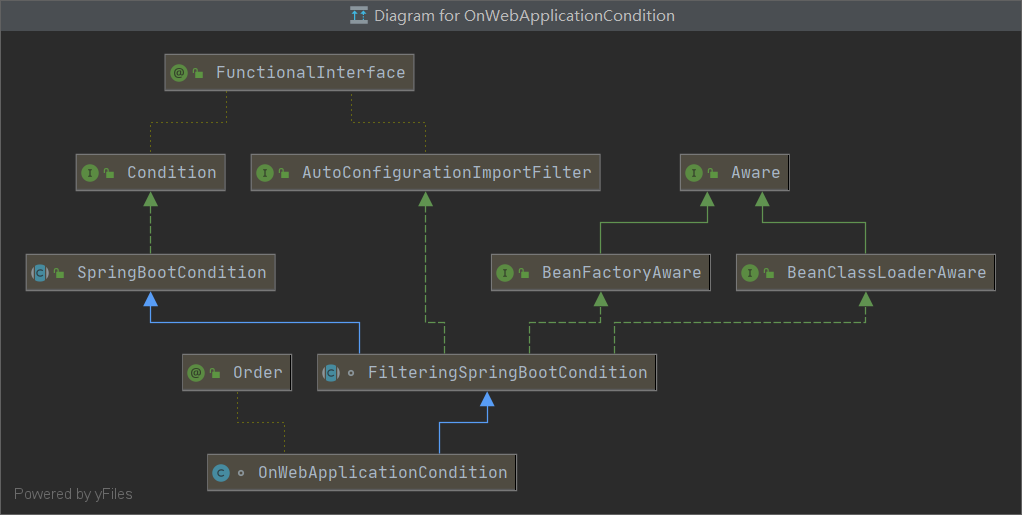 Diagram for OnWebApplicationCondition
@ FunctionalInterface
I Condition
I AutoConfigurationImportFilter
I Aware
C SpringBootCondition
I BeanFactoryAware
I BeanClassLoaderAware
@ Order
C FilteringSpringBootCondition
C OnWebApplicationCondition
Powered by yFiles